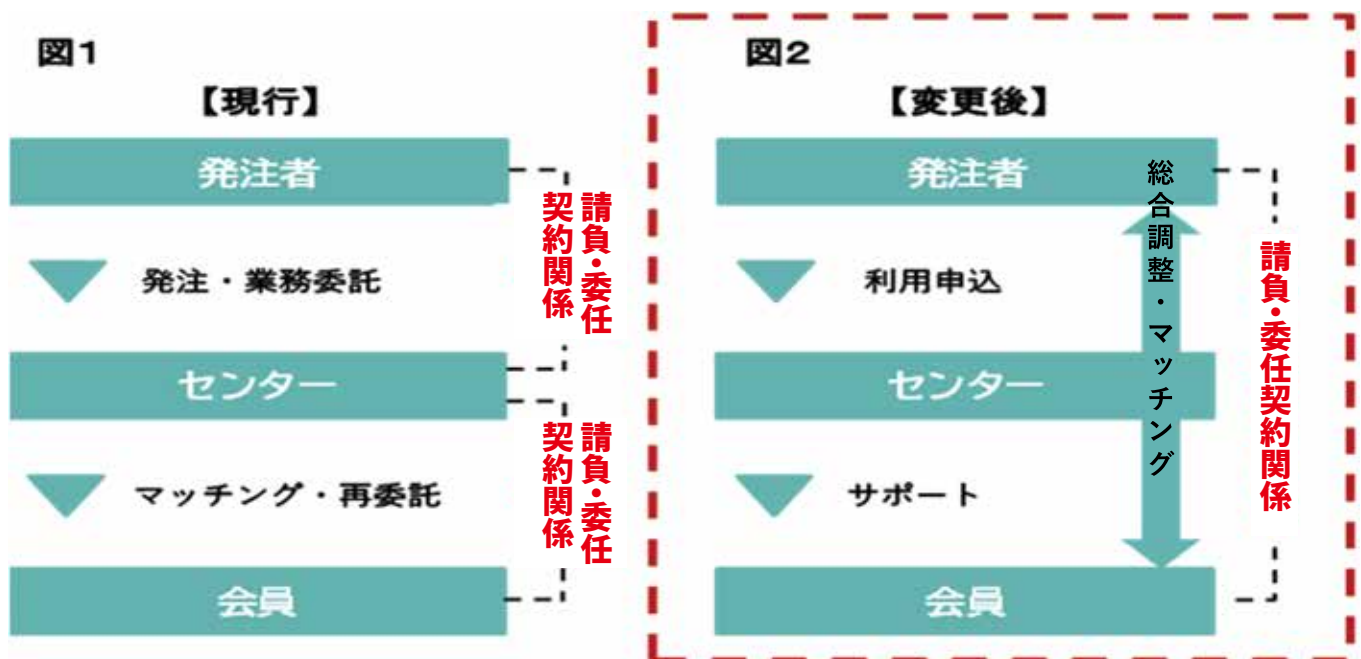 図1
【現行】
発注者
発注・業務委託
センター
マッチング・再委託
会員
請負・委任
契約関係
請負・委任
契約関係
図2
【変更後】
発注者
利用申込
センター
サポート
会員
総合調整・マッチング
請負・委任契約関係